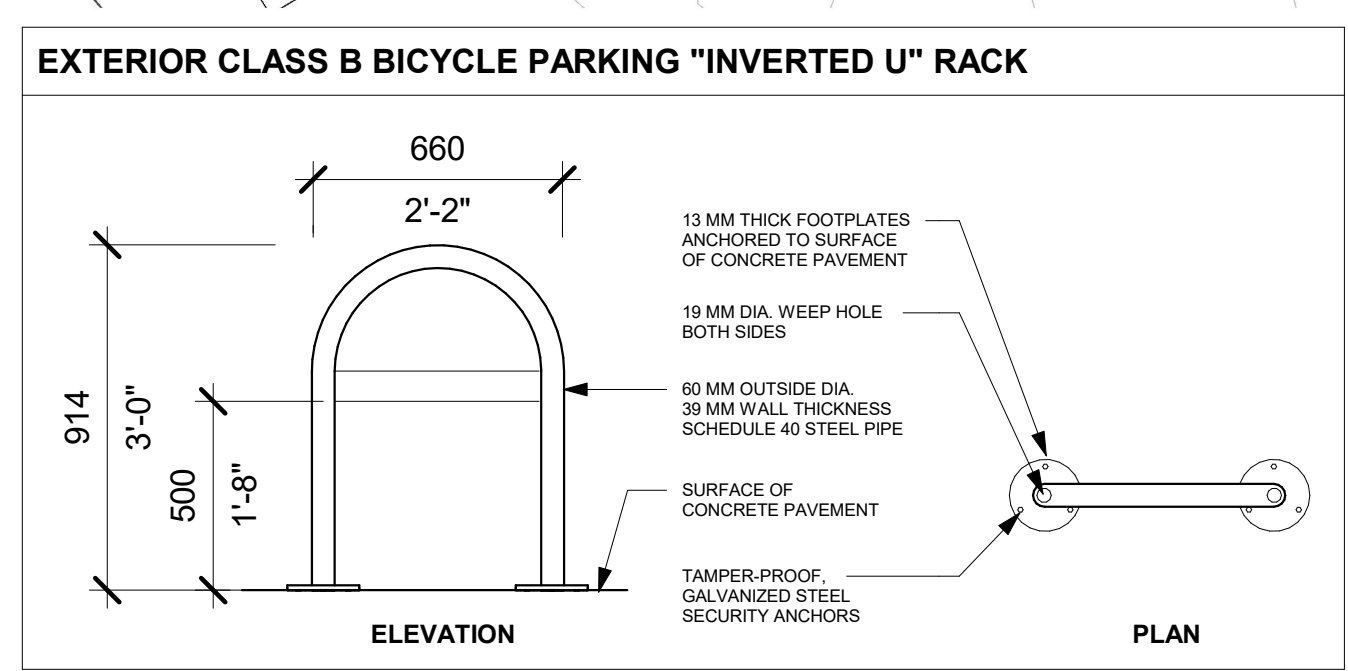 EXTERIOR CLASS B BICYCLE PARKING "INVERTED U" RACK
660
2'-2"
914
3'-0"
500
1'-8"
13 MM THICK FOOTPLATES
ANCHORED TO SURFACE
OF CONCRETE PAVEMENT
19 MM DIA. WEEP HOLE
BOTH SIDES
60 MM OUTSIDE DIA.
39 MM WALL THICKNESS
SCHEDULE 40 STEEL PIPE
SURFACE OF
CONCRETE PAVEMENT
TAMPER-PROOF,
GALVANIZED STEEL
SECURITY ANCHORS
ELEVATION
PLAN